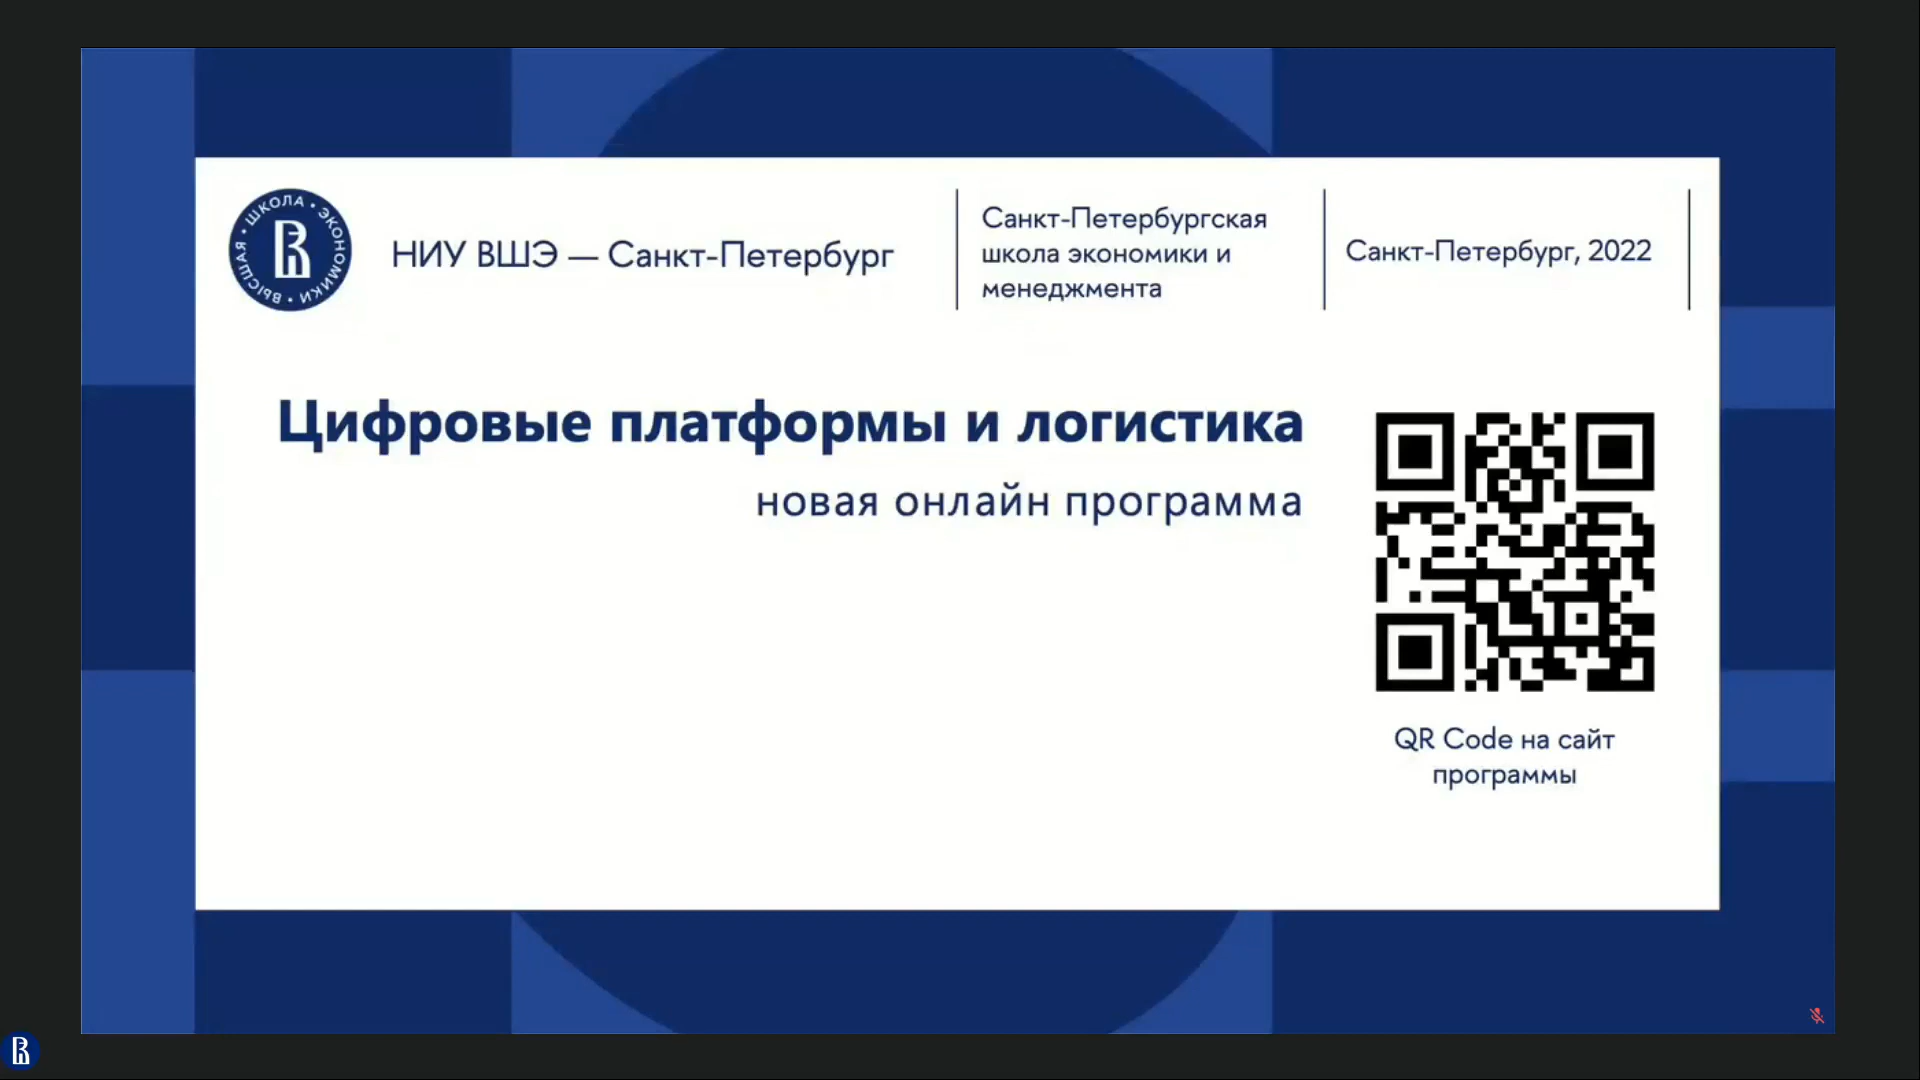 ВЫСШАЯ • ШКОЛА • ЭКОНОМИКИ •
НИУ ВШЭ — Санкт-Петербург
Санкт-Петербургская
школа экономики и
менеджмента
Санкт-Петербург, 2022
Цифровые платформы и логистика
новая онлайн программа
QR Code на сайт
программы